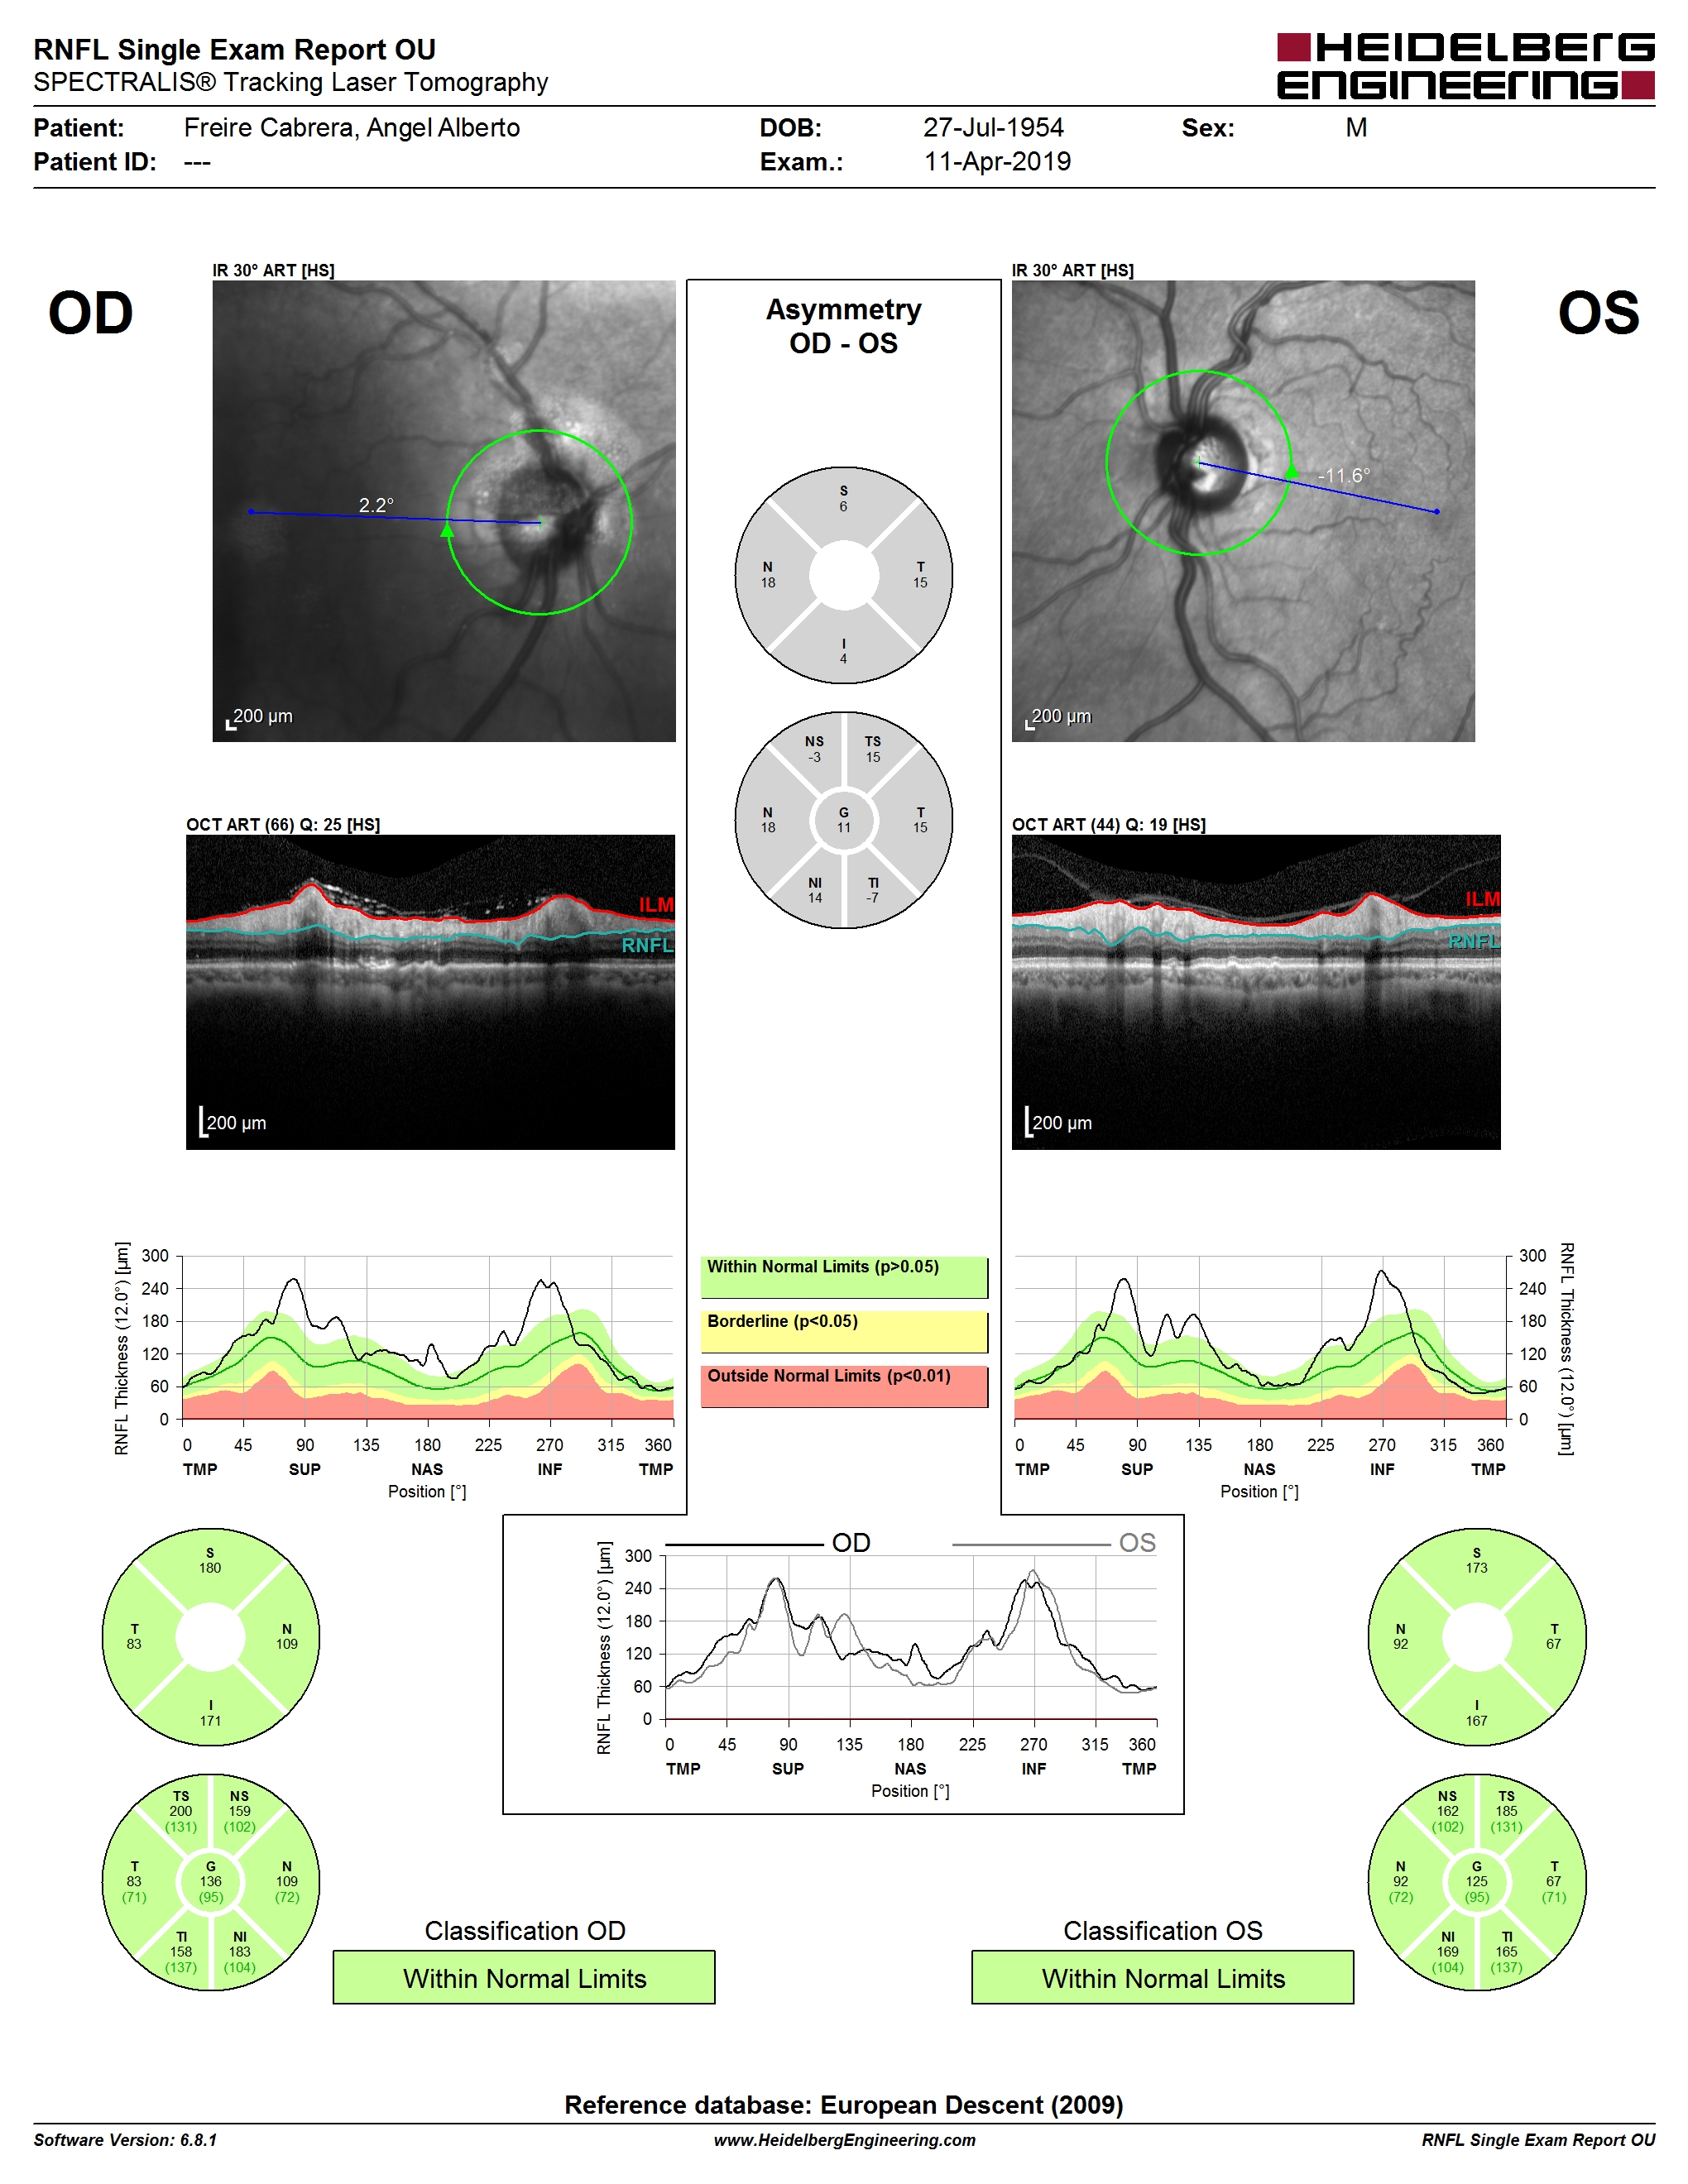 RNFL Single Exam Report OU
SPECTRALIS® Tracking Laser Tomography
HEIDELBERG
ENGINEERING
Patient: Freire Cabrera, Angel Alberto DOB: 27-Jul-1954 Sex: M
Patient ID: --- Exam.: 11-Apr-2019
OD
IR 30° ART [HS]
2.2°
200 µm
Asymmetry
OD - OS
S
6
N
18
T
15
I
4
NS
-3
TS
15
N
18
G
11
T
15
NI
14
TI
-7
IR 30° ART [HS]
OS
-11.6°
200 µm
OCT ART (66) Q: 25 [HS]
ILM
RNFL
200 µm
OCT ART (44) Q: 19 [HS]
ILM
RNFL
200 µm
RNFL Thickness (12.0°) [µm]
300
240
180
120
60
0
0 45 90 135 180 225 270 315 360
TMP SUP NAS INF TMP
Position [°]
Within Normal Limits (p>0.05)
Borderline (p<0.05)
Outside Normal Limits (p<0.01)
300
240
180
120
60
0
RNFL Thickness (12.0°) [µm]
0 45 90 135 180 225 270 315 360
TMP SUP NAS INF TMP
Position [°]
S
180
T
83
N
109
I
171
OD OS
RNFL Thickness (12.0°) [µm]
300
240
180
120
60
0
0 45 90 135 180 225 270 315 360
TMP SUP NAS INF TMP
Position [°]
S
173
N
92
T
67
I
167
TS
200
(131)
NS
159
(102)
T
83
(71)
G
136
(95)
N
109
(72)
TI
158
(137)
NI
183
(104)
Classification OD
Within Normal Limits
Classification OS
Within Normal Limits
NS
162
(102)
TS
185
(131)
N
92
(72)
G
125
(95)
T
67
(71)
NI
169
(104)
TI
165
(137)
Reference database: European Descent (2009)
Software Version: 6.8.1 www.HeidelbergEngineering.com RNFL Single Exam Report OU